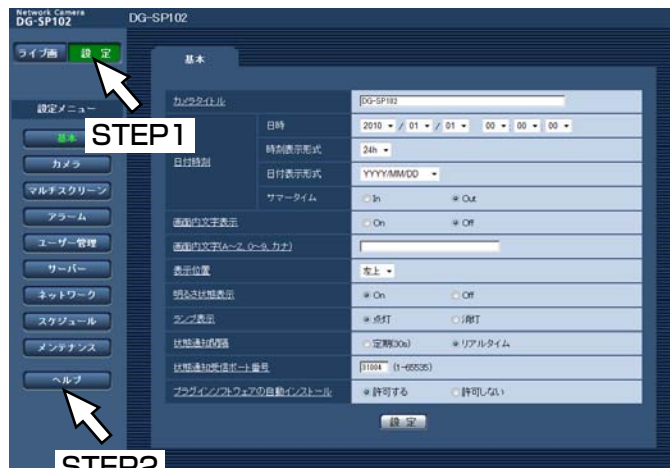 Network Camera
DG-SP102
DG-SP102
ライブ画 設 定
STEP1
設定メニュー
基本
カメラ
マルチスクリーン
アラーム
ユーザー管理
サーバー
ネットワーク
スケジュール
メンテナンス
ヘルプ
STEP2
基本
カメラタイトル DG-SP102
日付時刻
日時 2010 / 01 / 01 00 00 00
時刻表示形式 24h
日付表示形式 YYYY/MM/DD
サマータイム In Out
画面内文字表示 On Off
画面内文字(A~Z, 0~9, カナ)
表示位置 左上
明るさ状態表示 On Off
ランプ表示 点灯 消灯
状態通知間隔 定期(30s) リアルタイム
状態通知受信ポート番号 31004 (1-65535)
プラグインソフトウェアの自動インストール 許可する 許可しない
設 定